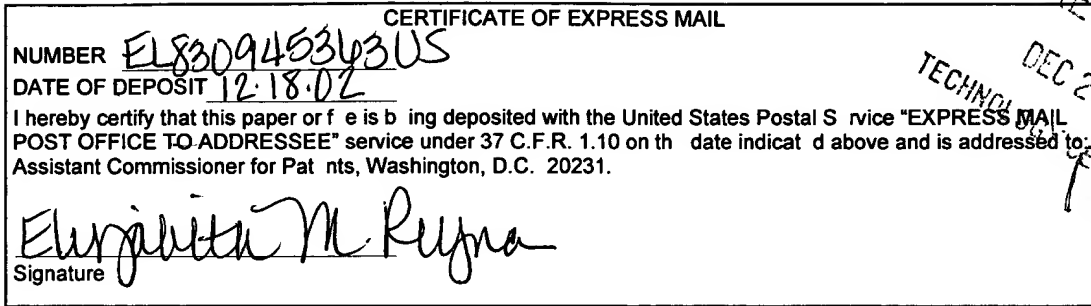 CERTIFICATE OF EXPRESS MAIL
NUMBER EL830945363US
DATE OF DEPOSIT 12.18.02
I hereby certify that this paper or f e is b ing deposited with the United States Postal S rvice "EXPRESS MAIL
POST OFFICE TO ADDRESSEE" service under 37 C.F.R. 1.10 on th date indicat d above and is addressed to:
Assistant Commissioner for Pat nts, Washington, D.C. 20231.
Elizabeth M. Reyna
Signature
DEC 2